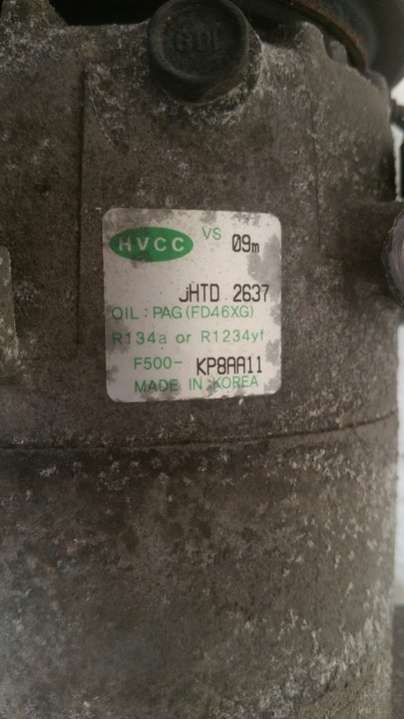 HVCC VS 09m
JHTD 2637
OIL : PAG (FD46XG)
R134a or R1234yf
F500- KP8AA11
MADE IN KOREA